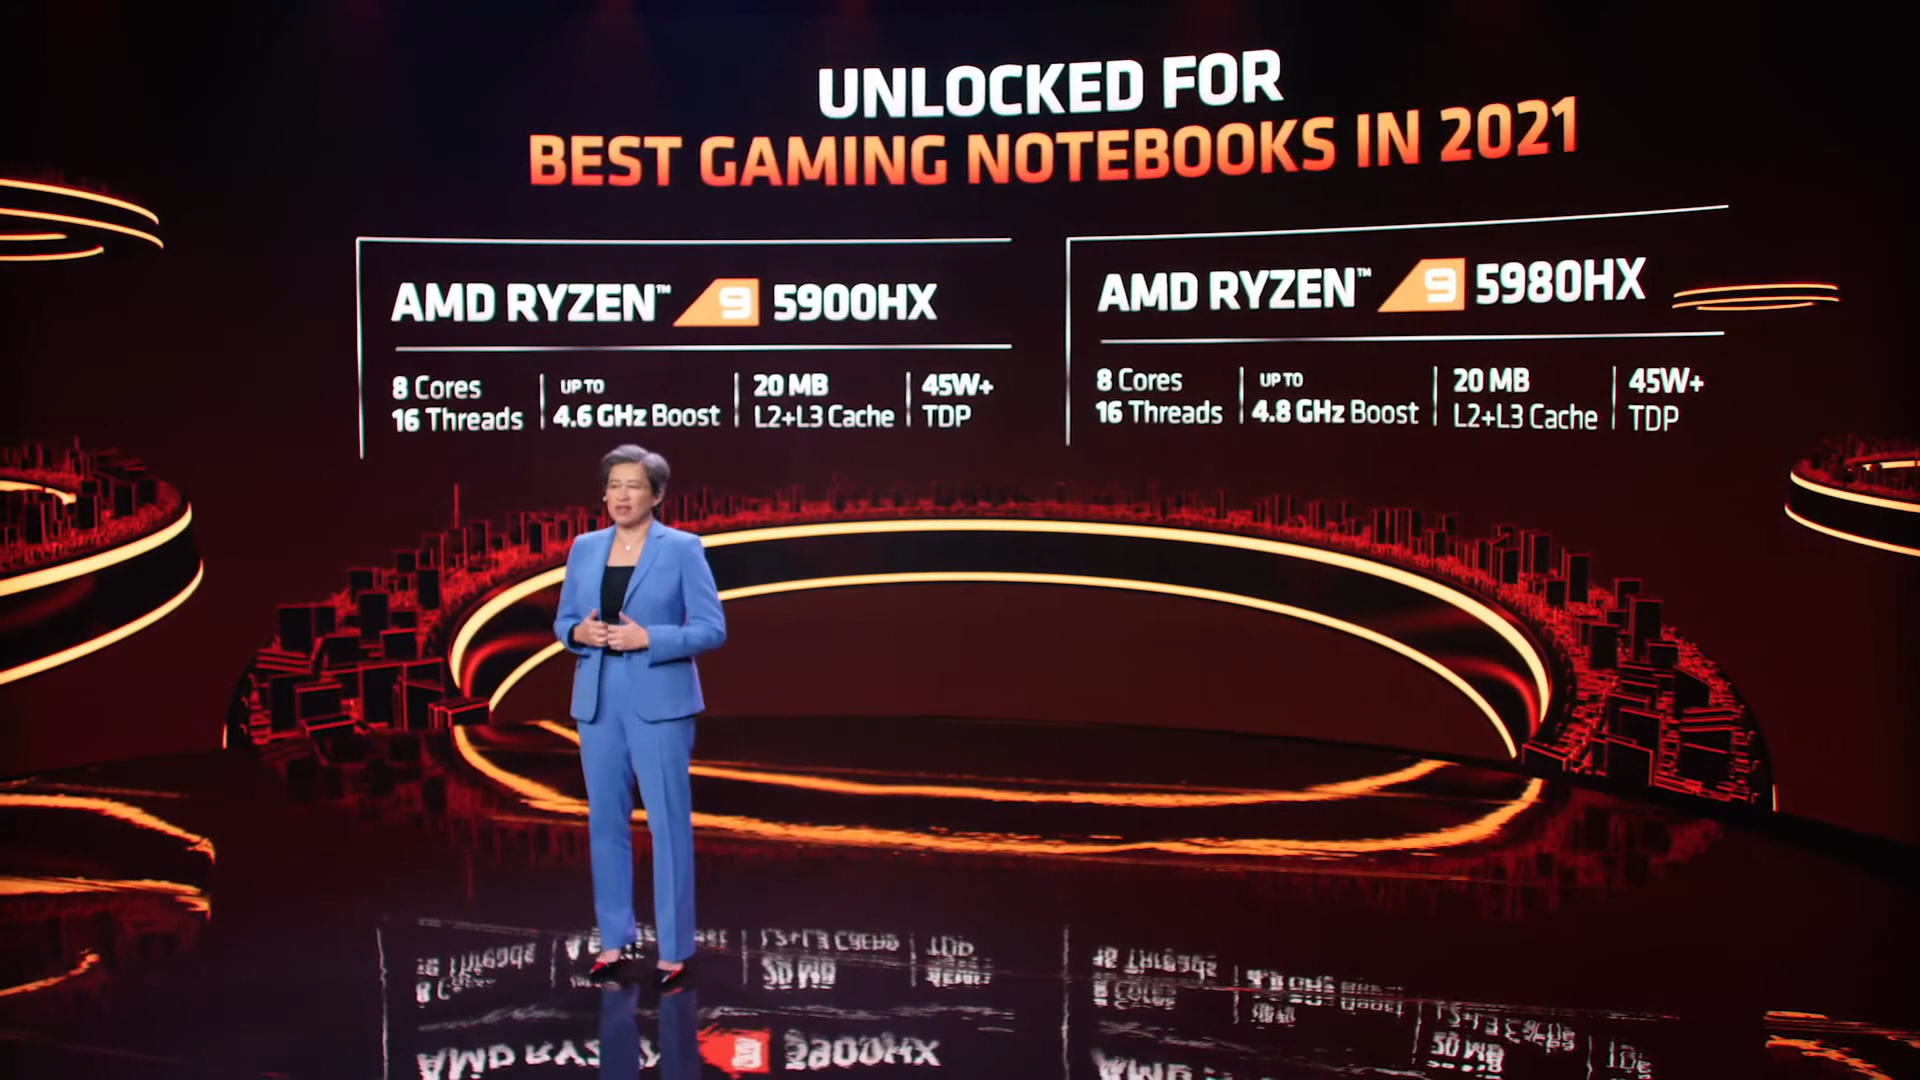 UNLOCKED FOR
BEST GAMING NOTEBOOKS IN 2021
AMD RYZEN™ 9 5900HX
8 Cores
16 Threads
UP TO
4.6 GHz Boost
20 MB
L2+L3 Cache
45W+
TDP
AMD RYZEN™ 9 5980HX
8 Cores
16 Threads
UP TO
4.8 GHz Boost
20 MB
L2+L3 Cache
45W+
TDP